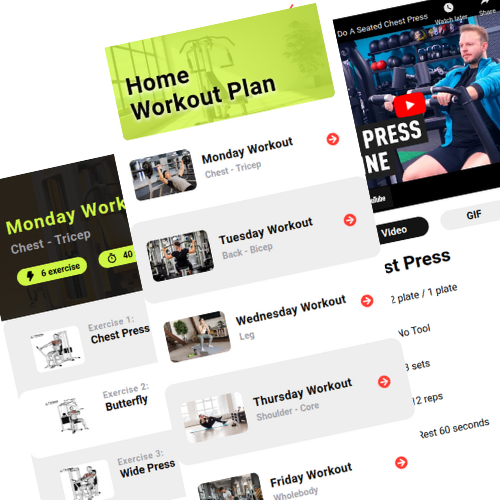 Home
Workout Plan
Monday Workout
Chest - Tricep
Tuesday Workout
Back - Bicep
Wednesday Workout
Leg
Thursday Workout
Shoulder - Core
Friday Workout
Wholebody
Monday Work
Chest - Tricep
6 exercise
40
Exercise 1:
Chest Press
Exercise 2:
Butterfly
Exercise 3:
Wide Press
Do A Seated Chest Press
Watch later
Share
PRESS
NE
Video
GIF
st Press
2 plate / 1 plate
No Tool
3 sets
12 reps
Rest 60 seconds